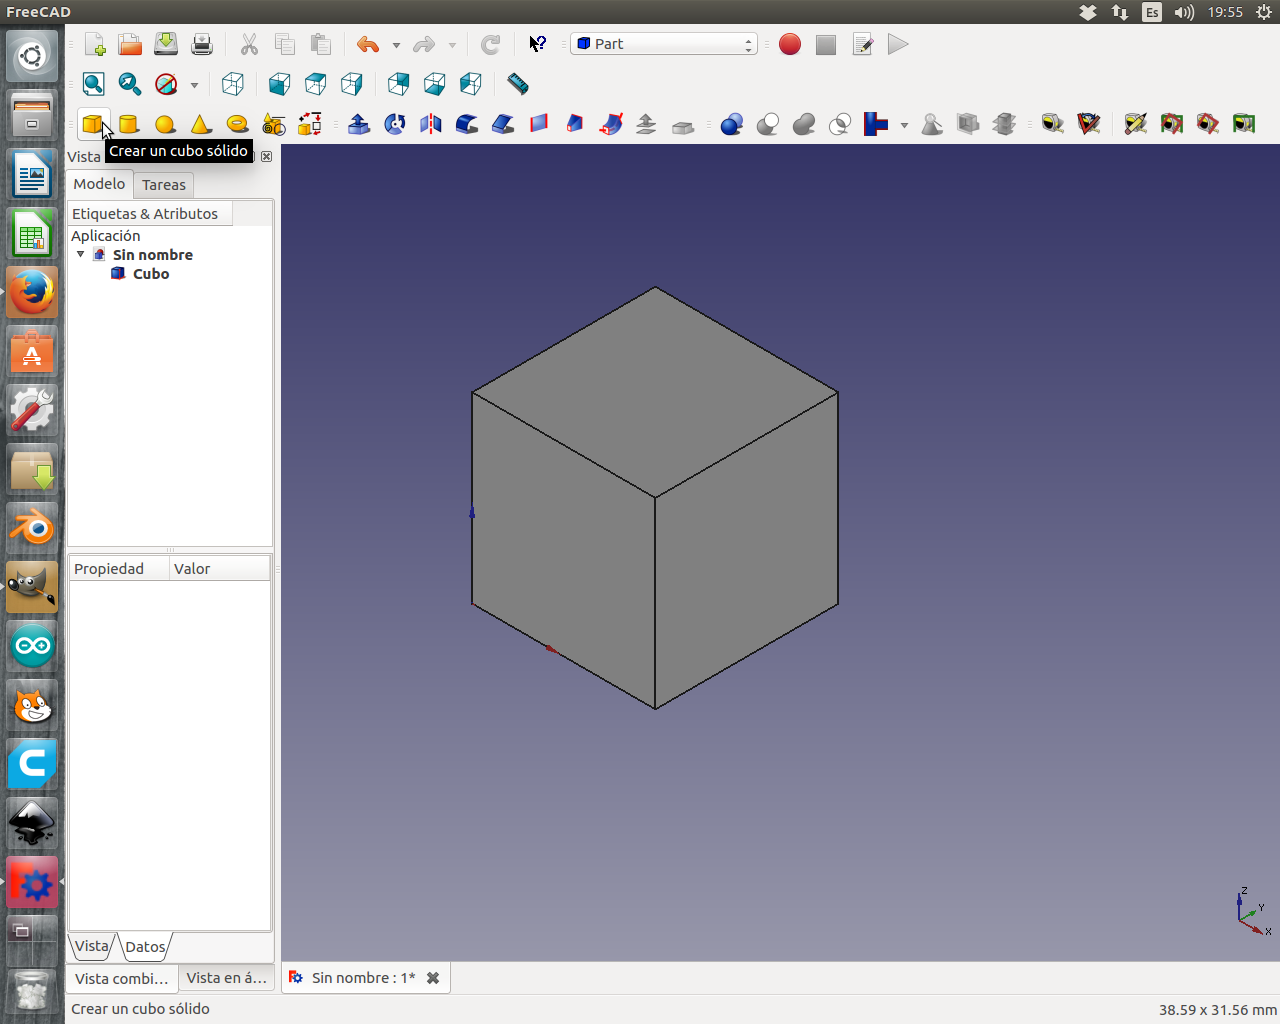 FreeCAD
Es
19:55
Part
Vista
Crear un cubo sólido
Modelo
Tareas
Etiquetas & Atributos
Aplicación
Sin nombre
Cubo
Propiedad
Valor
Vista
Datos
Vista combi...
Vista en á...
Sin nombre : 1*
Z
Y
X
Crear un cubo sólido
38.59 x 31.56 mm